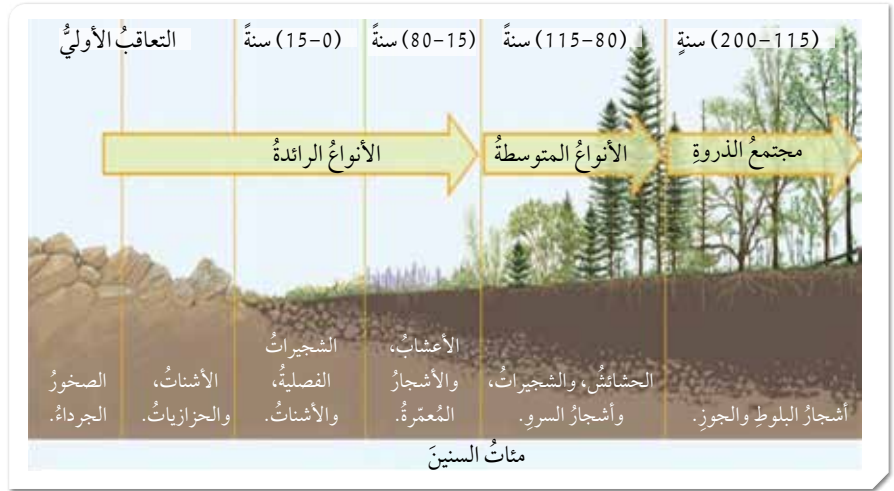 التعاقبُ الأوليُّ
(0-15) سنةً
(15-80) سنةً
(80-115) سنةً
(115-200) سنةٍ
الأنواعُ الرائدةُ
الأنواعُ المتوسطةُ
مجتمعُ الذروةِ
الصخورُ
الجرداءُ.
الأشناتُ،
والحزازياتُ.
الشجيراتُ
الفصليةُ،
والأشناتُ.
الأعشابُ،
والأشجارُ
المُعمّرةُ.
الحشائشُ، والشجيراتُ،
وأشجارُ السروِ.
أشجارُ البلوطِ والجوزِ.
مئاتُ السنينَ